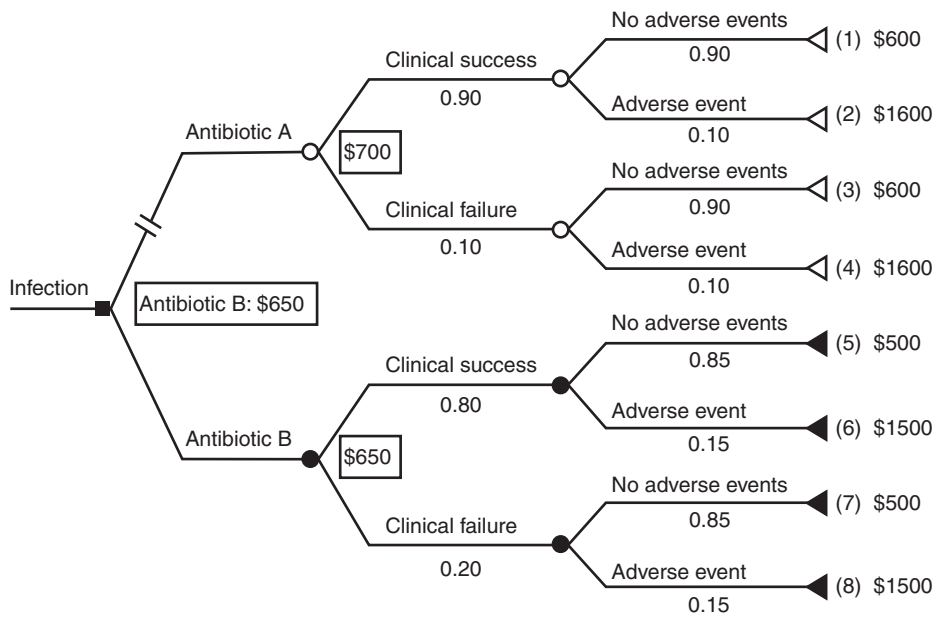 No adverse events
(1) $600
0.90
Clinical success
0.90
Adverse event
(2) $1600
0.10
Antibiotic A
$700
No adverse events
(3) $600
0.90
Clinical failure
0.10
Adverse event
(4) $1600
0.10
Infection
Antibiotic B: $650
No adverse events
(5) $500
0.85
Clinical success
0.80
Adverse event
(6) $1500
0.15
Antibiotic B
$650
No adverse events
(7) $500
0.85
Clinical failure
0.20
Adverse event
(8) $1500
0.15